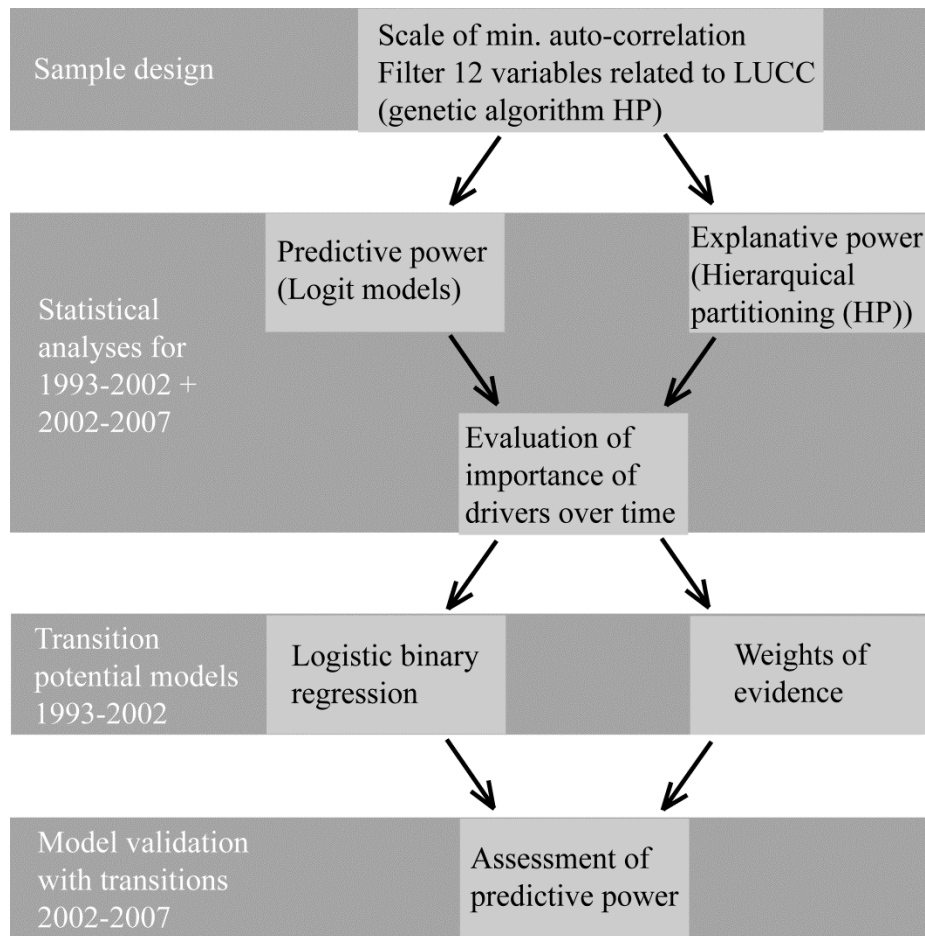 Sample design
Scale of min. auto-correlation
Filter 12 variables related to LUCC
(genetic algorithm HP)
Statistical
analyses for
1993-2002 +
2002-2007
Predictive power
(Logit models)
Explanative power
(Hierarquical
partitioning (HP))
Evaluation of
importance of
drivers over time
Transition
potential models
1993-2002
Logistic binary
regression
Weights of
evidence
Model validation
with transitions
2002-2007
Assessment of
predictive power